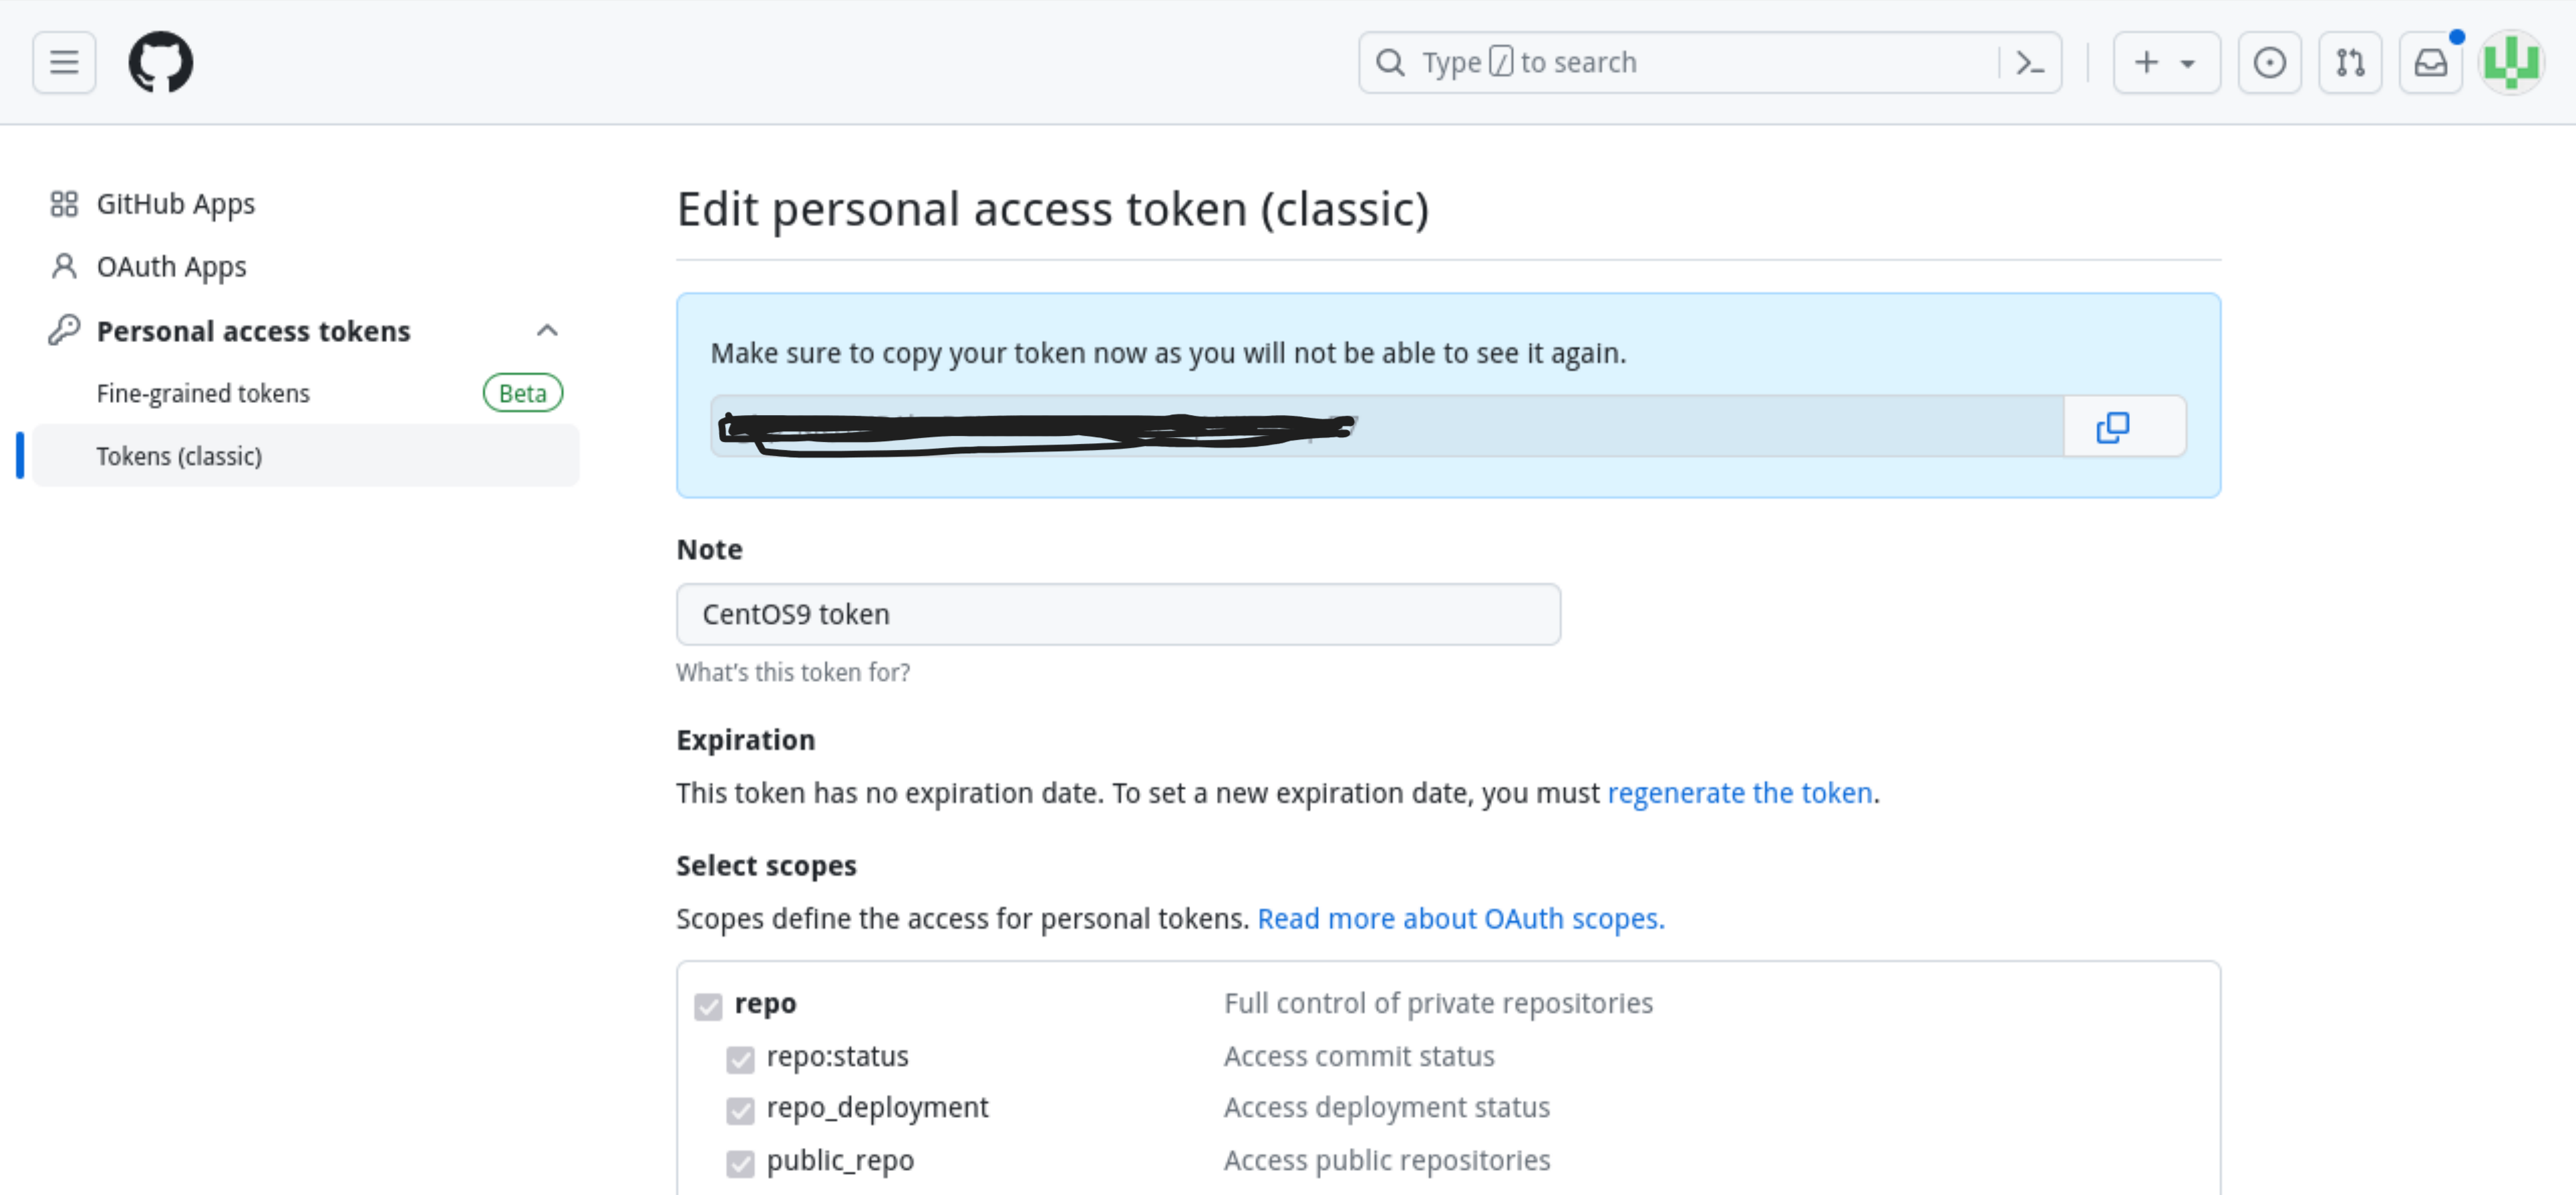 Type / to search
GitHub Apps
OAuth Apps
Personal access tokens
Fine-grained tokens Beta
Tokens (classic)
Edit personal access token (classic)
Make sure to copy your token now as you will not be able to see it again.
Note
CentOS9 token
What's this token for?
Expiration
This token has no expiration date. To set a new expiration date, you must regenerate the token.
Select scopes
Scopes define the access for personal tokens. Read more about OAuth scopes.
repo Full control of private repositories
repo:status Access commit status
repo_deployment Access deployment status
public_repo Access public repositories